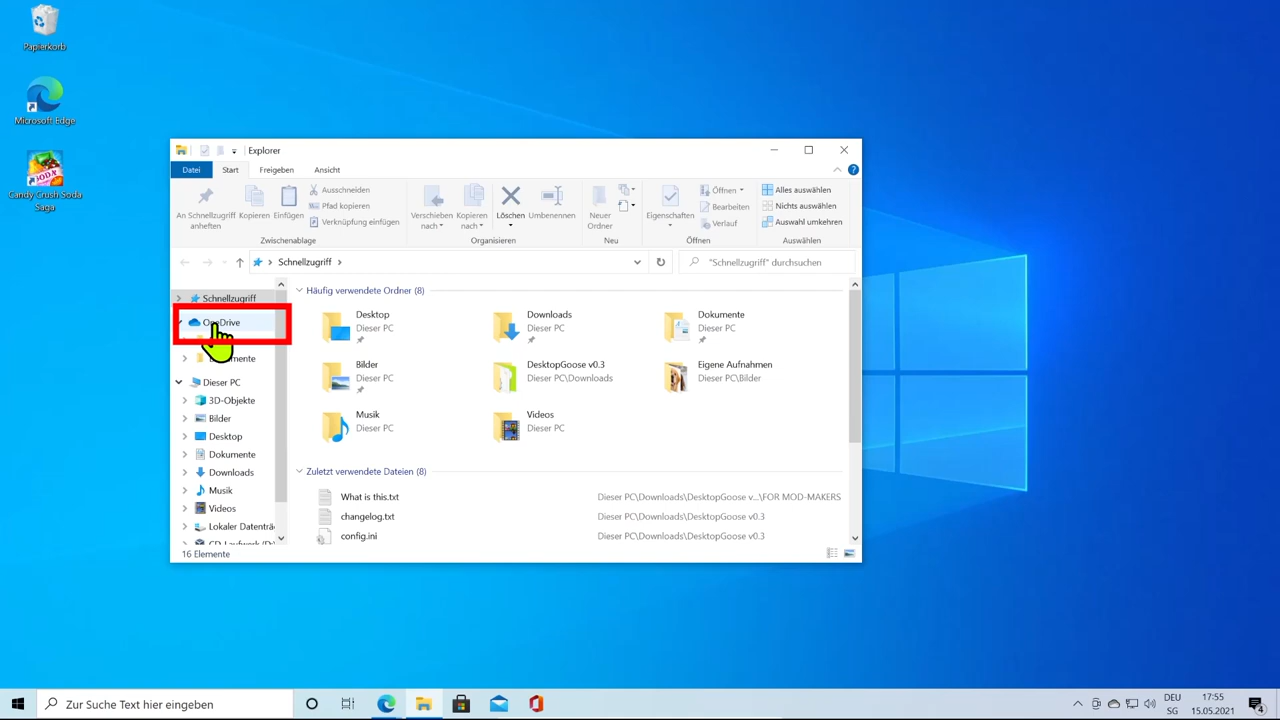 Papierkorb
Microsoft Edge
Candy Crush Soda
Saga
Explorer
Datei
Start
Freigeben
Ansicht
An Schnellzugriff
anheften
Kopieren
Einfügen
Ausschneiden
Pfad kopieren
Verknüpfung einfügen
Zwischenablage
Verschieben
nach
Kopieren
nach
Löschen
Umbenennen
Organisieren
Neuer
Ordner
Neu
Eigenschaften
Öffnen
Bearbeiten
Verlauf
Öffnen
Alles auswählen
Nichts auswählen
Auswahl umkehren
Auswählen
Schnellzugriff
"Schnellzugriff" durchsuchen
Schnellzugriff
OneDrive
Dieser PC
3D-Objekte
Bilder
Desktop
Dokumente
Downloads
Musik
Videos
Lokaler Datenträ
CD-Laufwerk (D:)
Häufig verwendete Ordner (8)
Desktop
Dieser PC
Downloads
Dieser PC
Dokumente
Dieser PC
Bilder
Dieser PC
DesktopGoose v0.3
Dieser PC\Downloads
Eigene Aufnahmen
Dieser PC\Bilder
Musik
Dieser PC
Videos
Dieser PC
Zuletzt verwendete Dateien (8)
What is this.txt Dieser PC\Downloads\DesktopGoose v...\FOR MOD-MAKERS
changelog.txt Dieser PC\Downloads\DesktopGoose v0.3
config.ini Dieser PC\Downloads\DesktopGoose v0.3
16 Elemente
Zur Suche Text hier eingeben
DEU
SG
17:55
15.05.2021
4